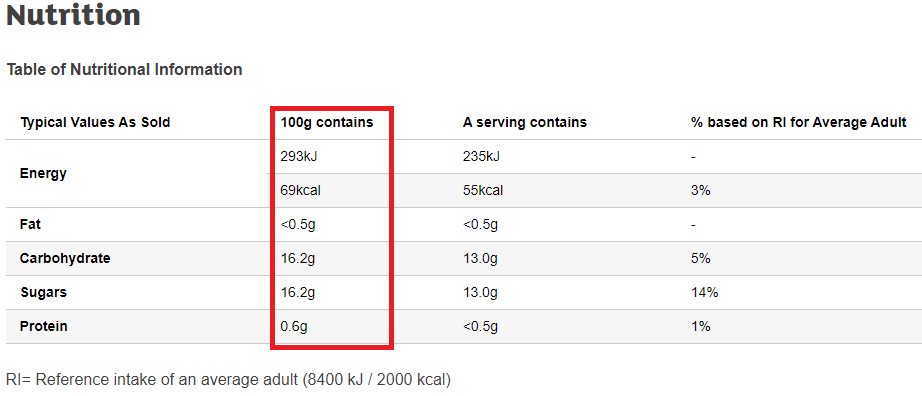 Nutrition
Table of Nutritional Information
Typical Values As Sold 100g contains A serving contains % based on RI for Average Adult
Energy 293kJ 235kJ -
69kcal 55kcal 3%
Fat <0.5g <0.5g -
Carbohydrate 16.2g 13.0g 5%
Sugars 16.2g 13.0g 14%
Protein 0.6g <0.5g 1%
RI= Reference intake of an average adult (8400 kJ / 2000 kcal)